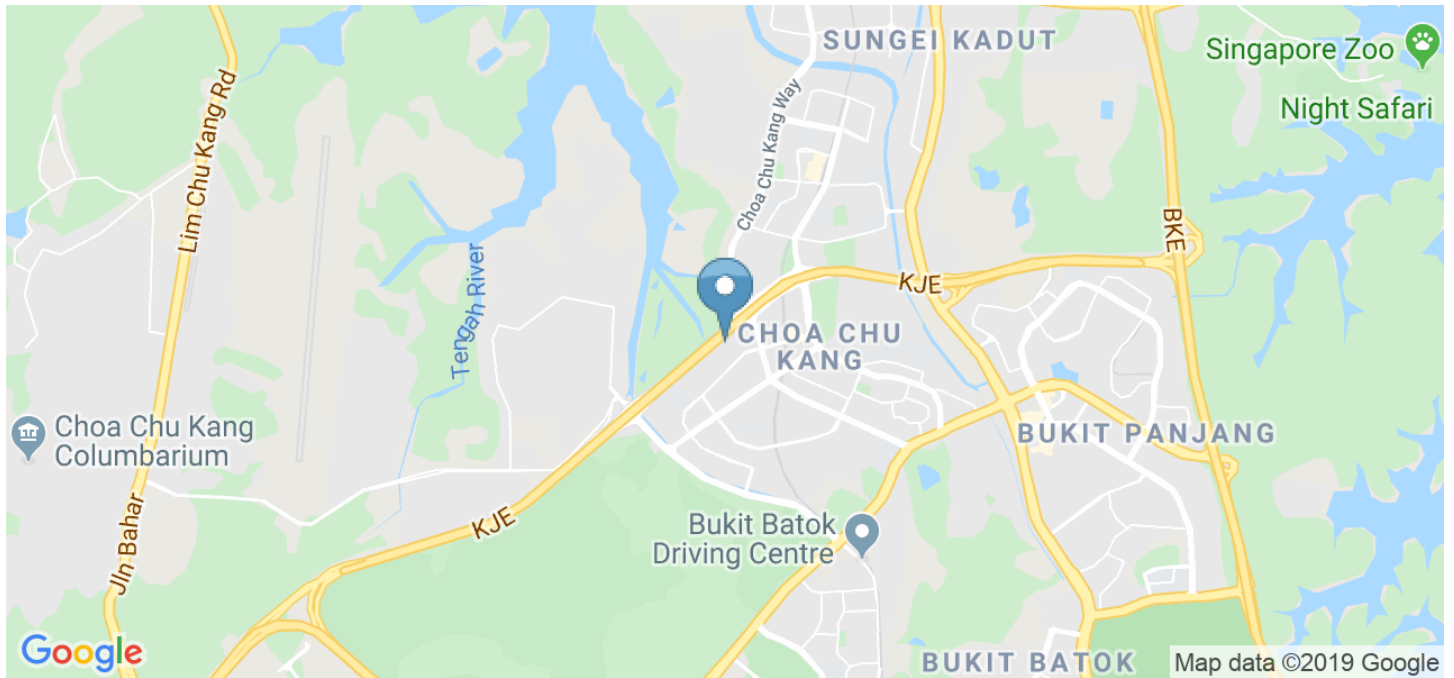 SUNGEI KADUT
Singapore Zoo
Night Safari
Lim Chu Kang Rd
Choa Chu Kang Way
BKE
Tengah River
KJE
CHOA CHU
KANG
Choa Chu Kang
Columbarium
BUKIT PANJANG
KJE
Bukit Batok
Driving Centre
Jln Bahar
Google
BUKIT BATOK
Map data ©2019 Google